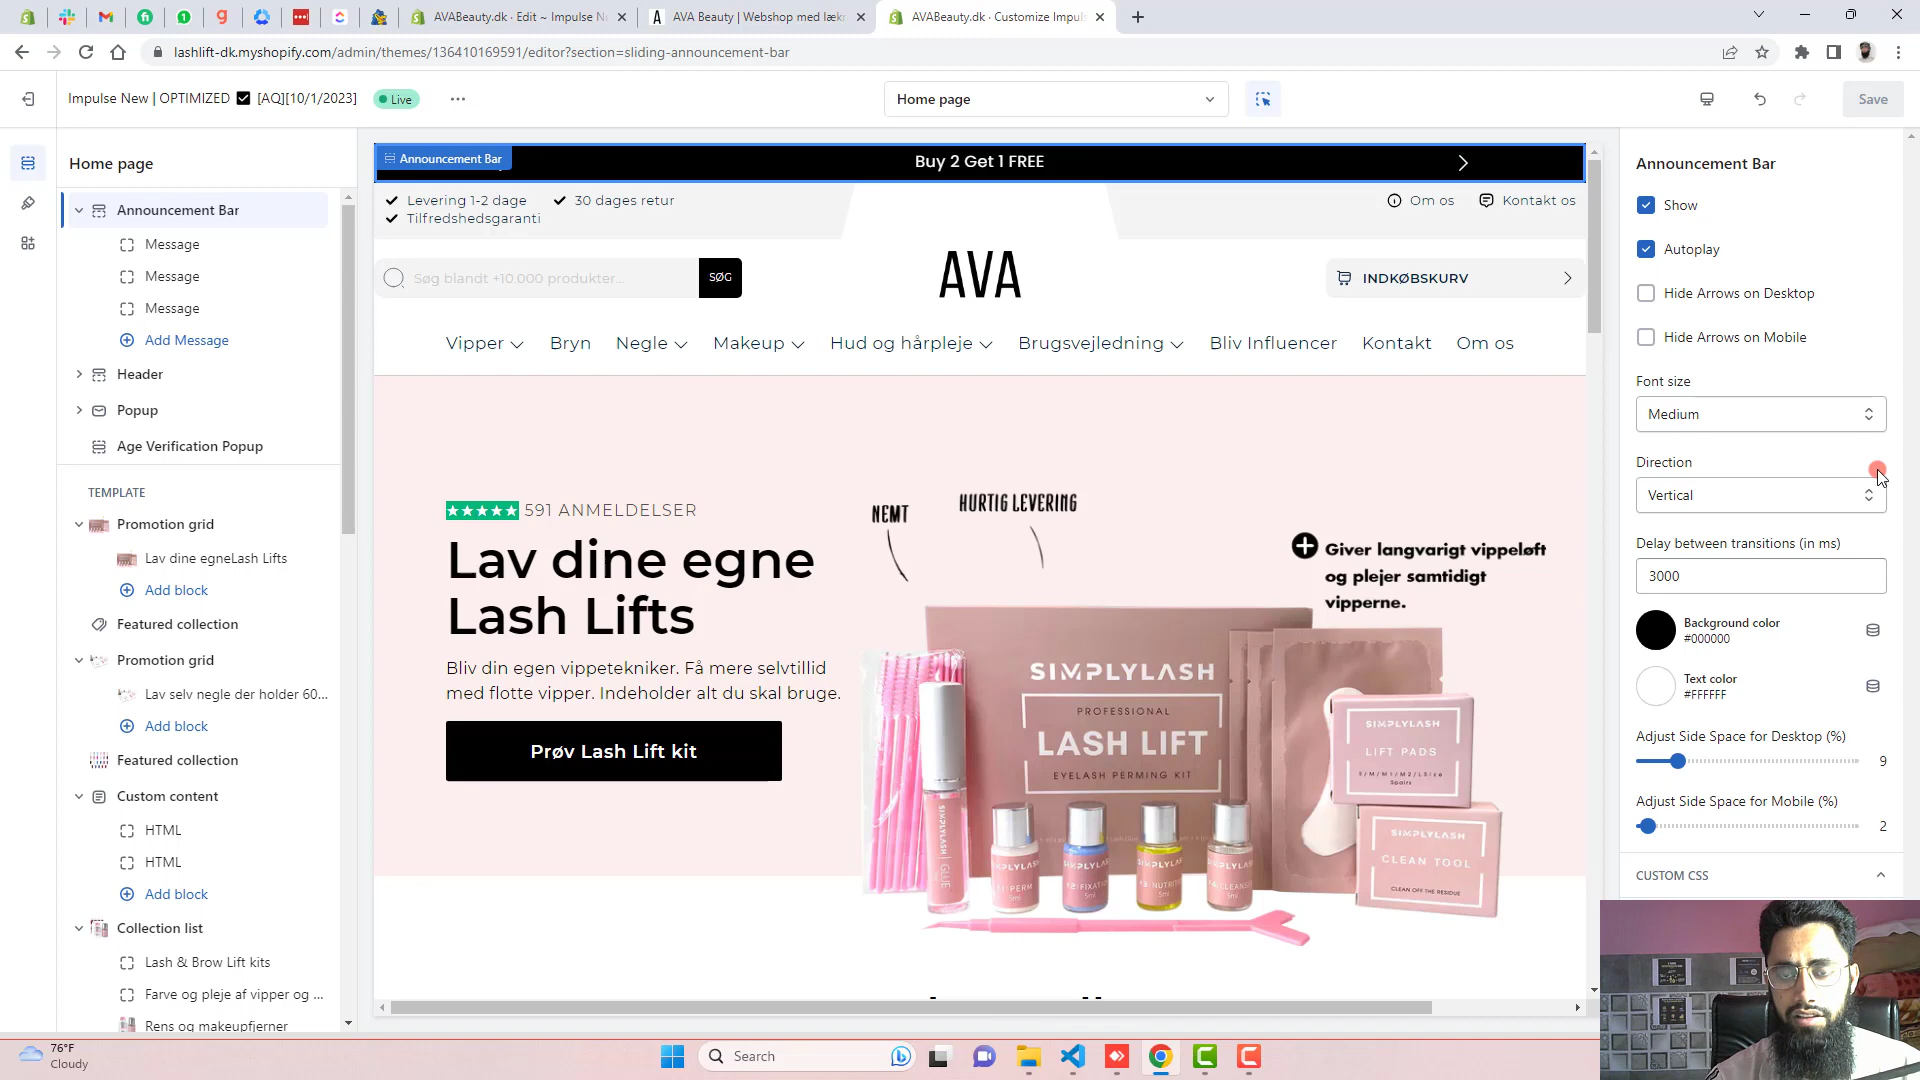 AVABeauty.dk · Edit ~ Impulse N
AVA Beauty | Webshop med lækr
AVABeauty.dk · Customize Impul
lashlift-dk.myshopify.com/admin/themes/136410169591/editor?section=sliding-announcement-bar
Impulse New | OPTIMIZED ✅ [AQ][10/1/2023]
Live
Home page
Save
Home page
Announcement Bar
Message
Message
Message
Add Message
Header
Popup
Age Verification Popup
TEMPLATE
Promotion grid
Lav dine egneLash Lifts
Add block
Featured collection
Promotion grid
Lav selv negle der holder 60...
Add block
Featured collection
Custom content
HTML
HTML
Add block
Collection list
Lash & Brow Lift kits
Farve og pleje af vipper og ...
Rens og makeupfjerner
Announcement Bar
Buy 2 Get 1 FREE
Levering 1-2 dage
30 dages retur
Tilfredshedsgaranti
Om os
Kontakt os
Søg blandt +10.000 produkter...
SØG
AVA
INDKØBSKURV
Vipper
Bryn
Negle
Makeup
Hud og hårpleje
Brugsvejledning
Bliv Influencer
Kontakt
Om os
591 ANMELDELSER
Lav dine egne
Lash Lifts
Bliv din egen vippetekniker. Få mere selvtillid
med flotte vipper. Indeholder alt du skal bruge.
Prøv Lash Lift kit
NEMT
HURTIG LEVERING
Giver langvarigt vippeløft
og plejer samtidigt
vipperne.
SIMPLYLASH
PROFESSIONAL
LASH LIFT
EYELASH PERMING KIT
SIMPLYLASH
LIFT PADS
5pairs
SIMPLYLASH
CLEAN TOOL
CLEAN OFF THE RESIDUE
Announcement Bar
Show
Autoplay
Hide Arrows on Desktop
Hide Arrows on Mobile
Font size
Medium
Direction
Vertical
Delay between transitions (in ms)
3000
Background color
#000000
Text color
#FFFFFF
Adjust Side Space for Desktop (%)
9
Adjust Side Space for Mobile (%)
2
CUSTOM CSS
76°F
Cloudy
Search